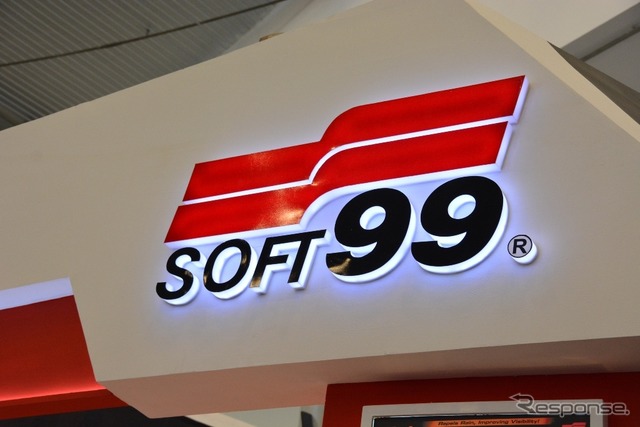 SOFT99®
Repels Rain, Improving Visibility!
Response.